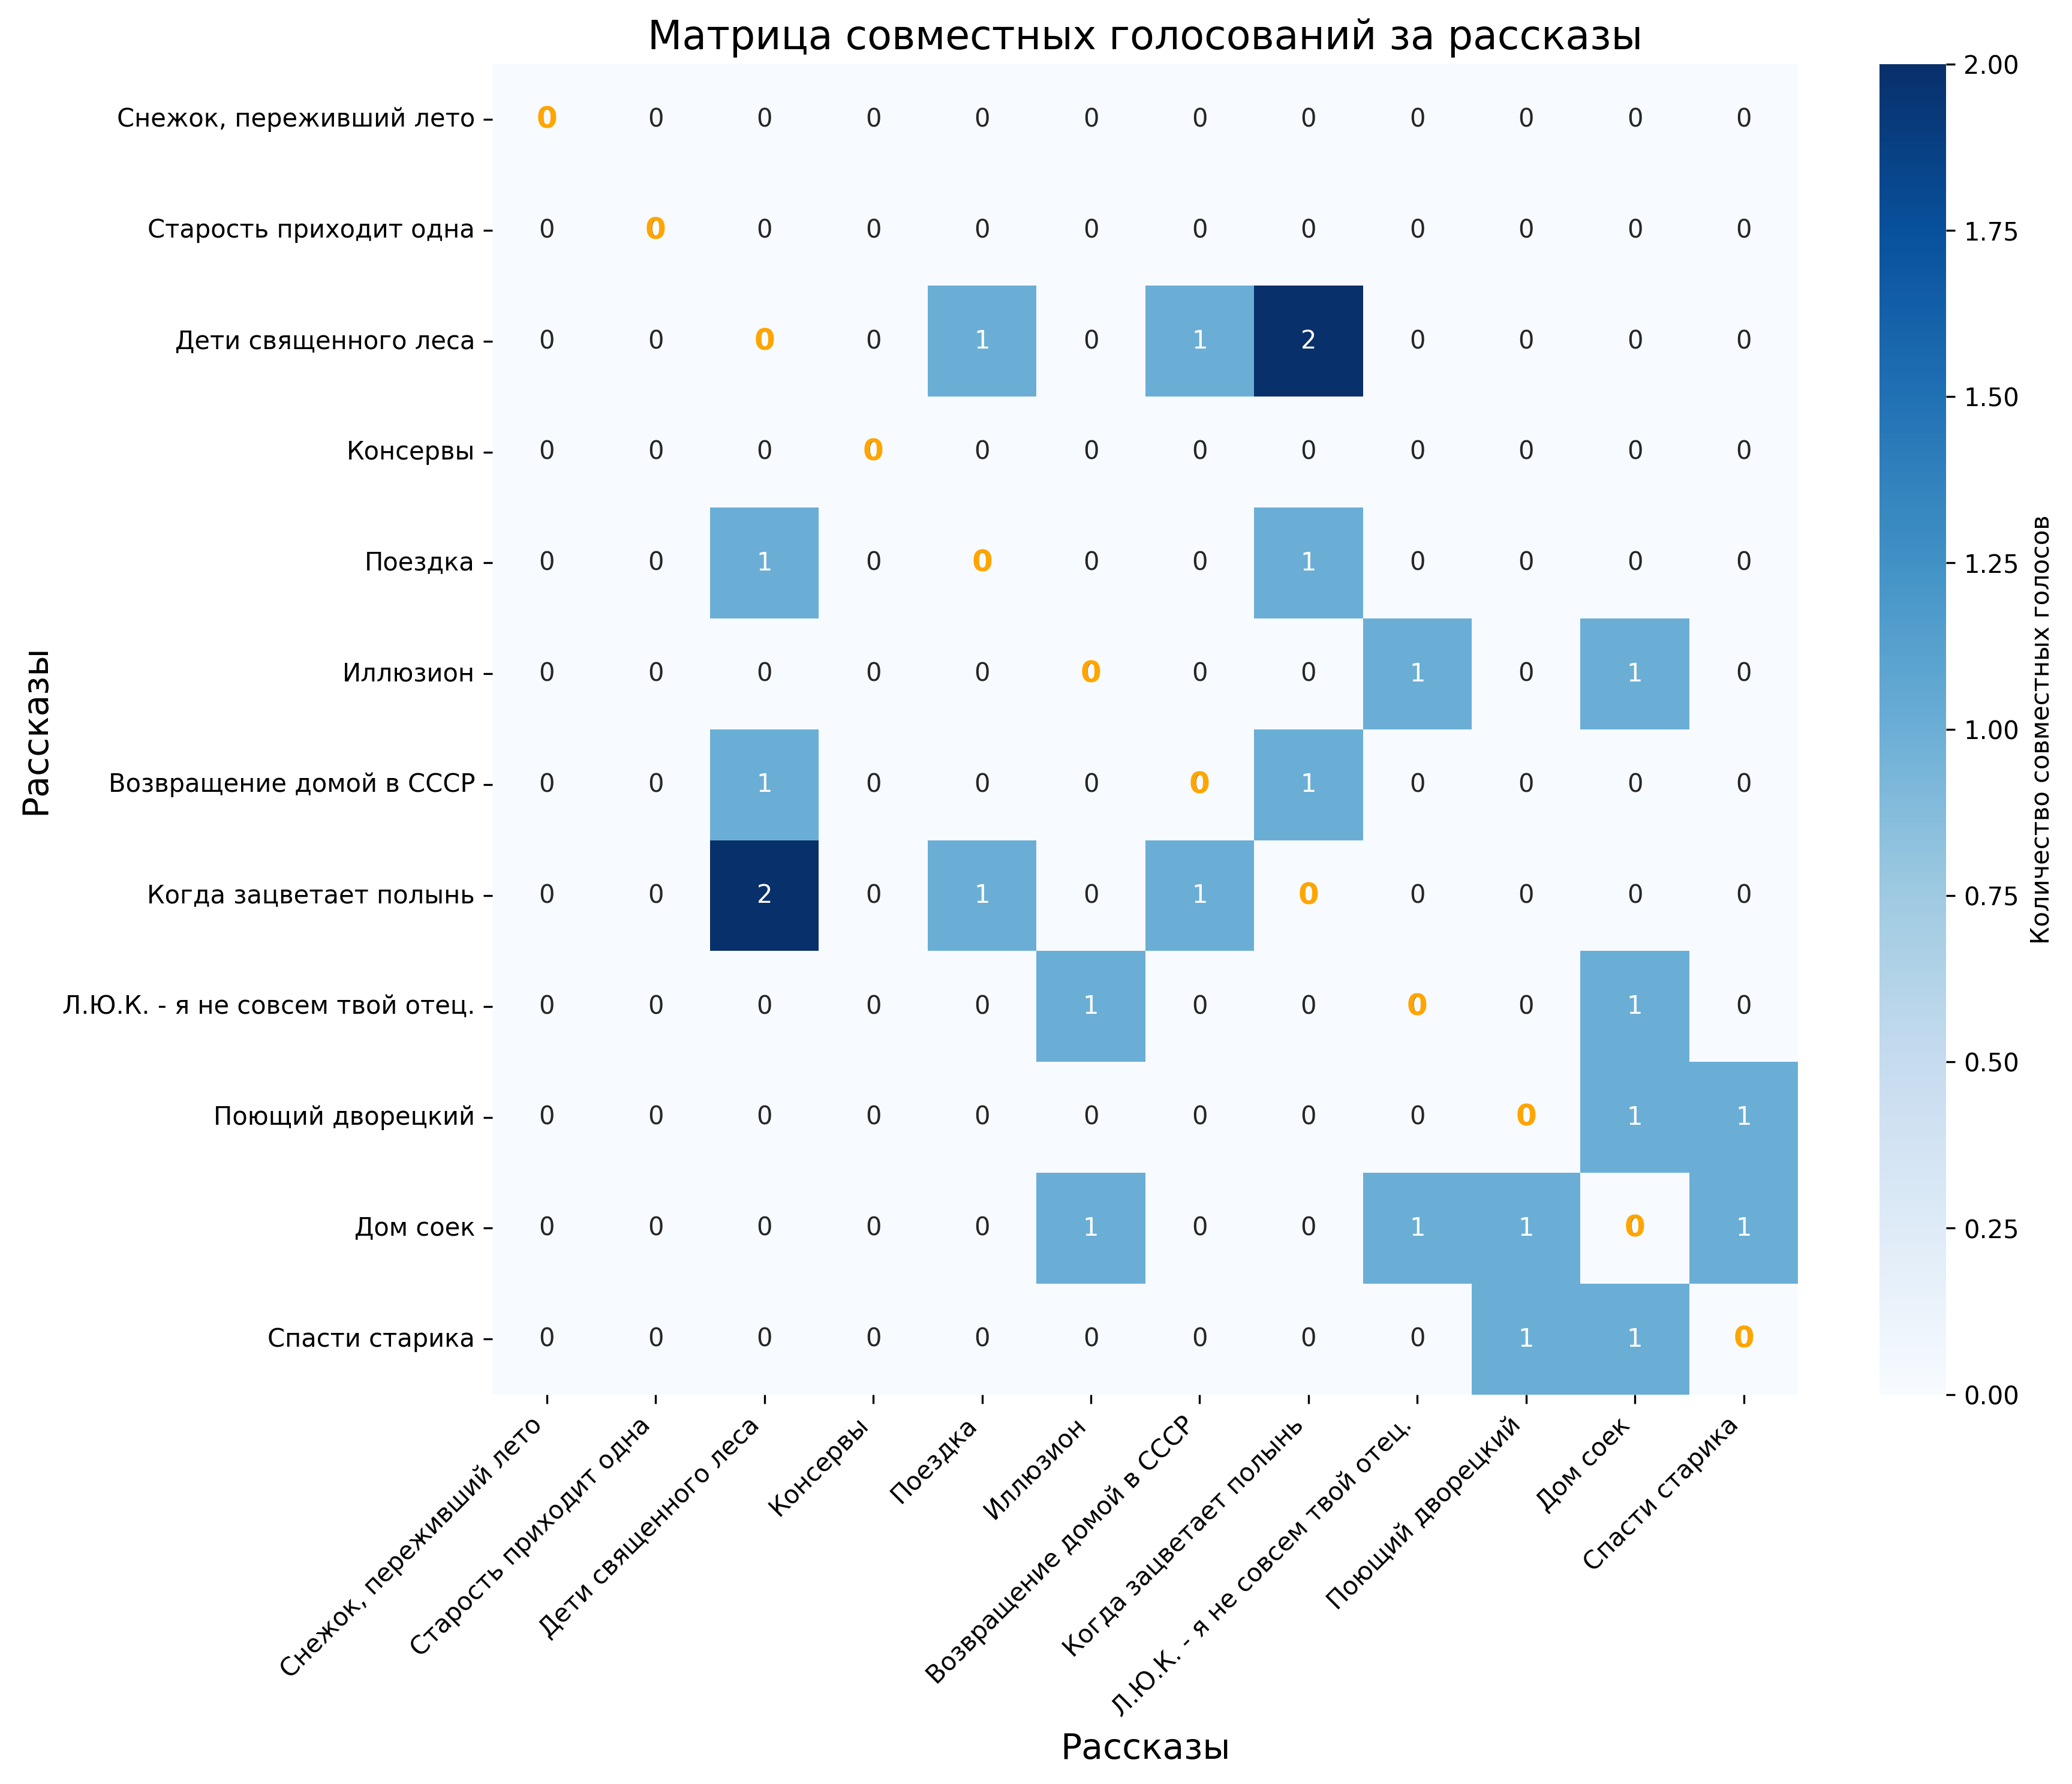 Матрица совместных голосований за рассказы
Снежок, переживший лето 0 0 0 0 0 0 0 0 0 0 0 0
Старость приходит одна 0 0 0 0 0 0 0 0 0 0 0 0
Дети священного леса 0 0 0 0 1 0 1 2 0 0 0 0
Консервы 0 0 0 0 0 0 0 0 0 0 0 0
Поездка 0 0 1 0 0 0 0 1 0 0 0 0
Иллюзион 0 0 0 0 0 0 0 0 1 0 1 0
Возвращение домой в СССР 0 0 1 0 0 0 0 1 0 0 0 0
Когда зацветает полынь 0 0 2 0 1 0 1 0 0 0 0 0
Л.Ю.К. - я не совсем твой отец. 0 0 0 0 0 1 0 0 0 0 1 0
Поющий дворецкий 0 0 0 0 0 0 0 0 0 0 1 1
Дом соек 0 0 0 0 0 1 0 0 1 1 0 1
Спасти старика 0 0 0 0 0 0 0 0 0 1 1 0
Рассказы
Снежок, переживший лето
Старость приходит одна
Дети священного леса
Консервы
Поездка
Иллюзион
Возвращение домой в СССР
Когда зацветает полынь
Л.Ю.К. - я не совсем твой отец.
Поющий дворецкий
Дом соек
Спасти старика
Рассказы
2.00
1.75
1.50
1.25
1.00
0.75
0.50
0.25
0.00
Количество совместных голосов